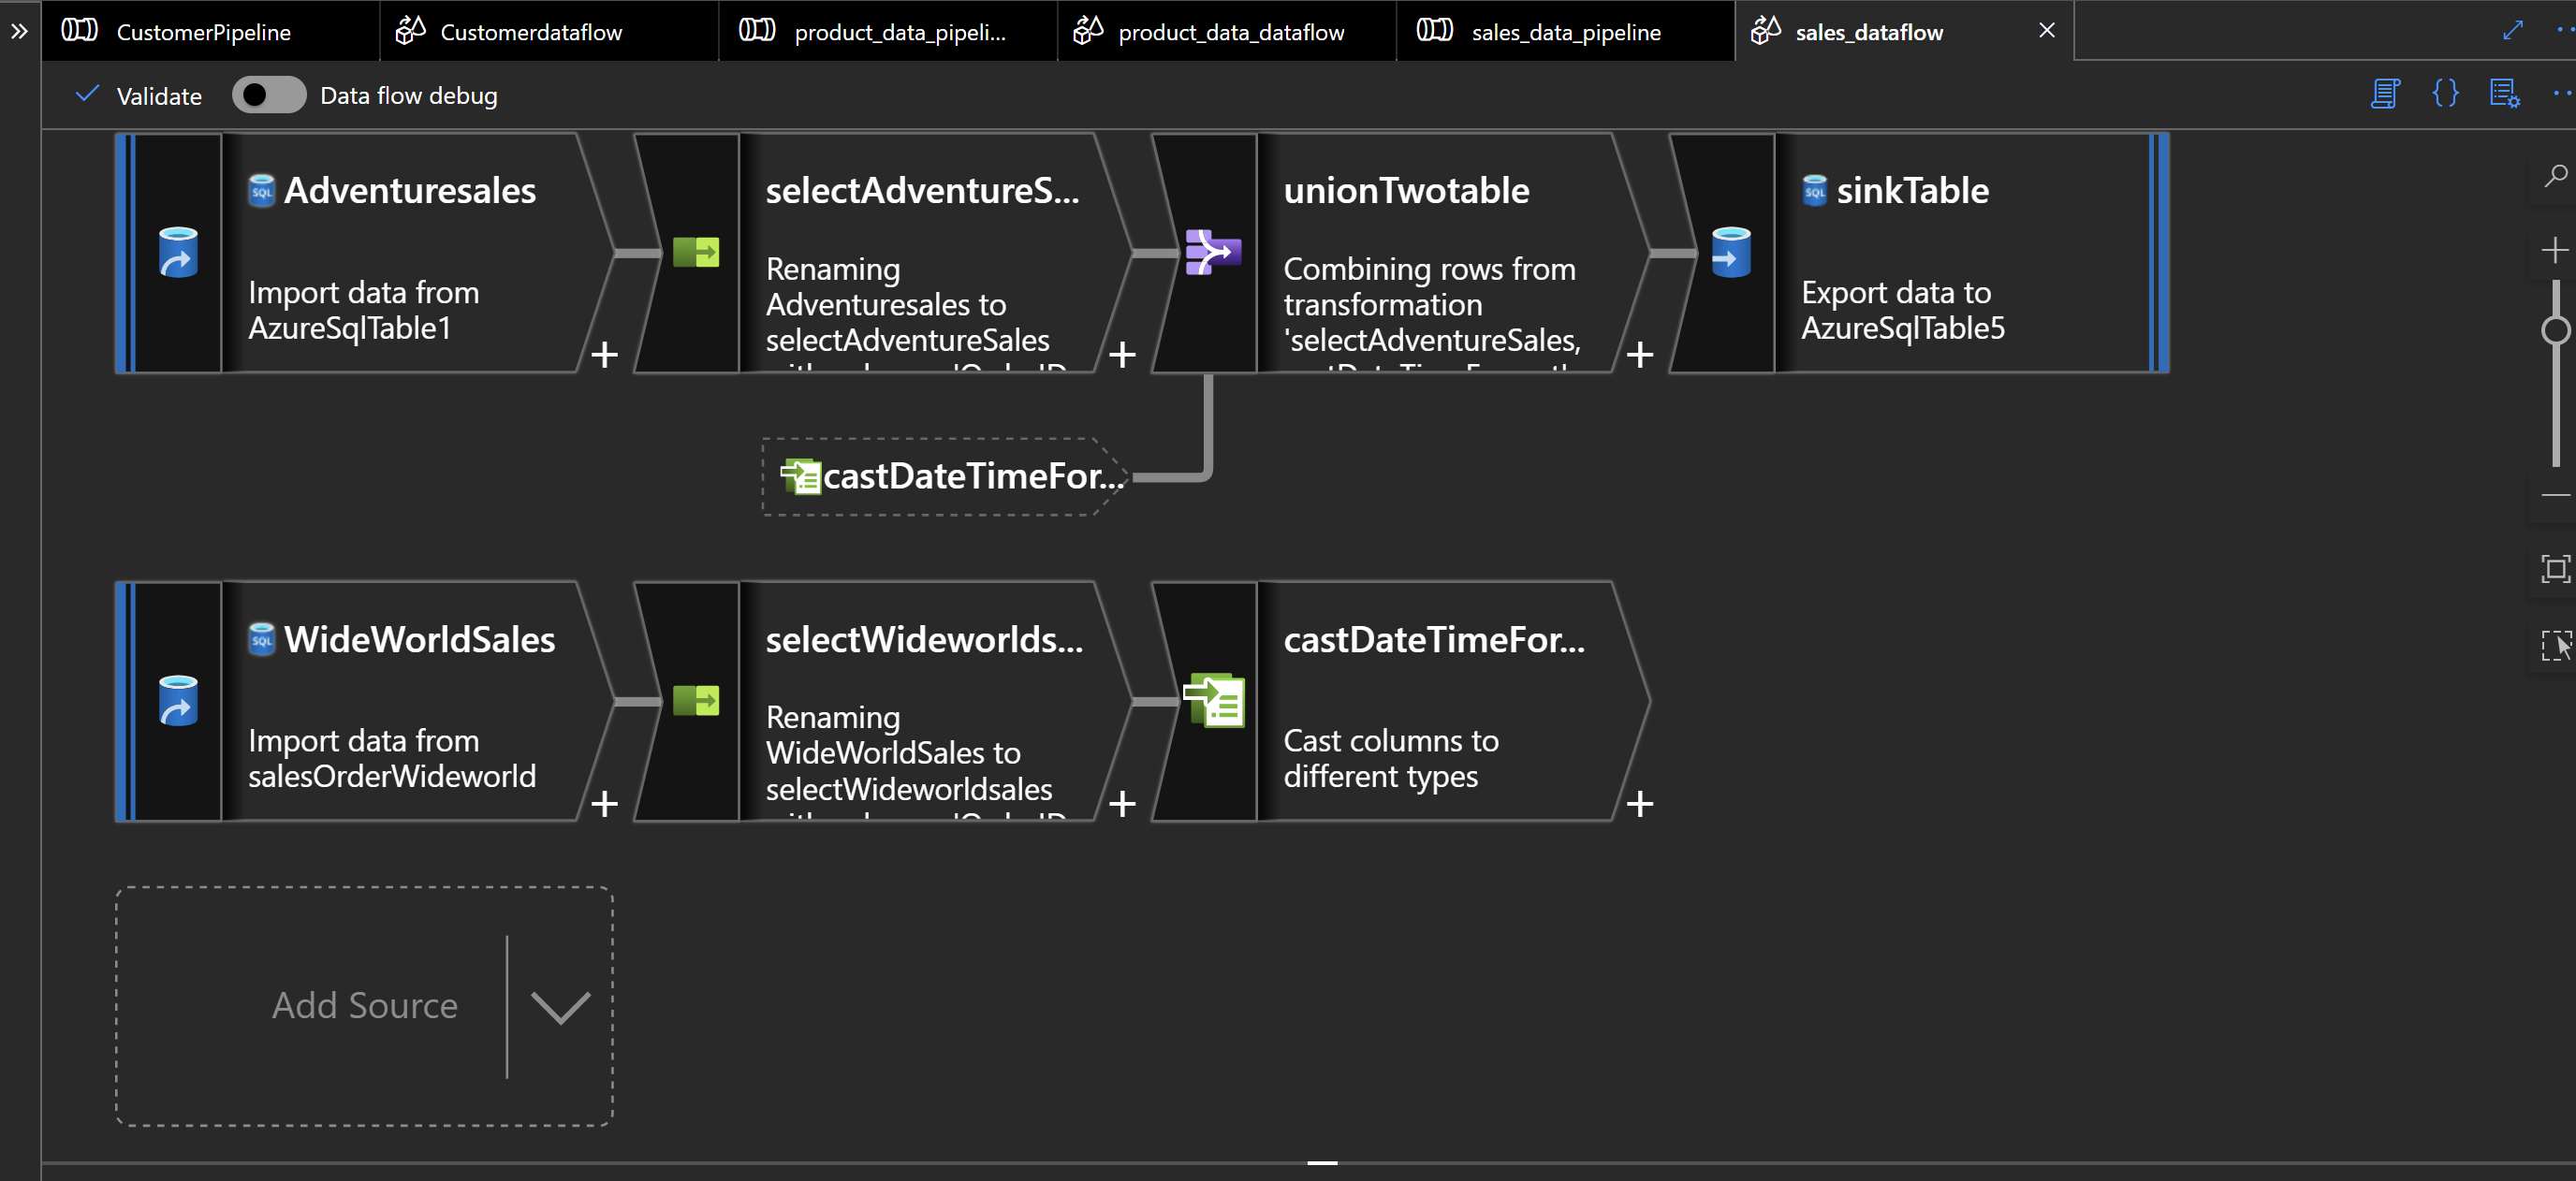 CustomerPipeline
Customerdataflow
product_data_pipeli...
product_data_dataflow
sales_data_pipeline
sales_dataflow
Validate
Data flow debug
Adventuresales
Import data from
AzureSqlTable1
selectAdventureS...
Renaming
Adventuresales to
selectAdventureSales
unionTwotable
Combining rows from
transformation
'selectAdventureSales,
sinkTable
Export data to
AzureSqlTable5
castDateTimeFor...
WideWorldSales
Import data from
salesOrderWideworld
selectWideworlds...
Renaming
WideWorldSales to
selectWideworldsales
castDateTimeFor...
Cast columns to
different types
Add Source